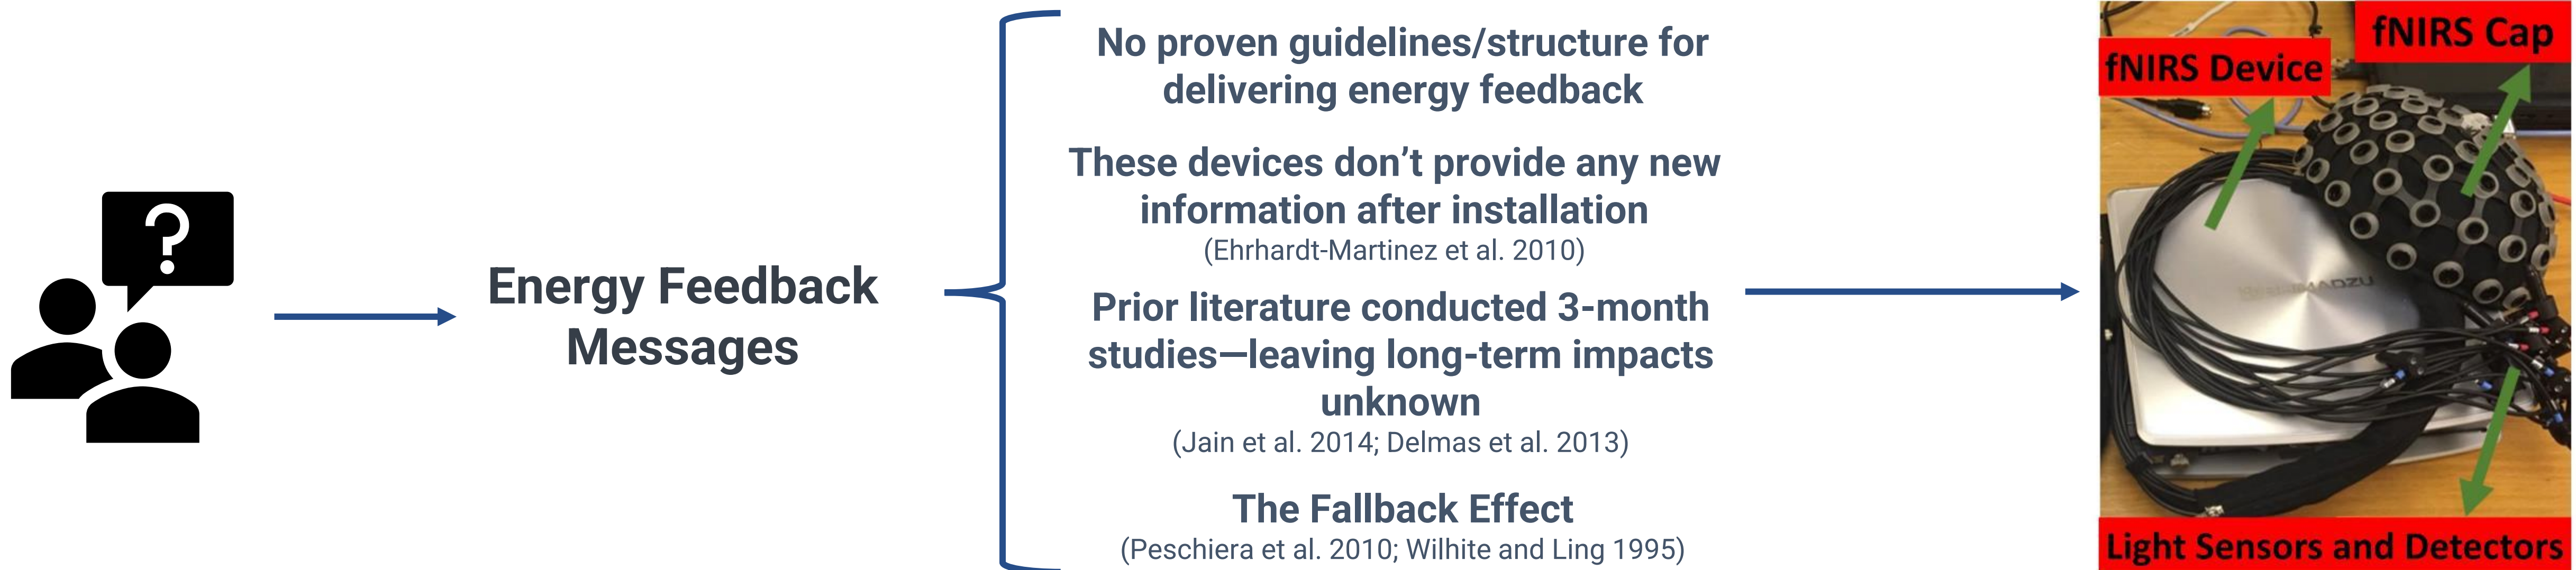 ?
Energy Feedback
Messages
No proven guidelines/structure for
delivering energy feedback
These devices don’t provide any new
information after installation
(Ehrhardt-Martinez et al. 2010)
Prior literature conducted 3-month
studies—leaving long-term impacts
unknown
(Jain et al. 2014; Delmas et al. 2013)
The Fallback Effect
(Peschiera et al. 2010; Wilhite and Ling 1995)
fNIRS Cap
fNIRS Device
Light Sensors and Detectors